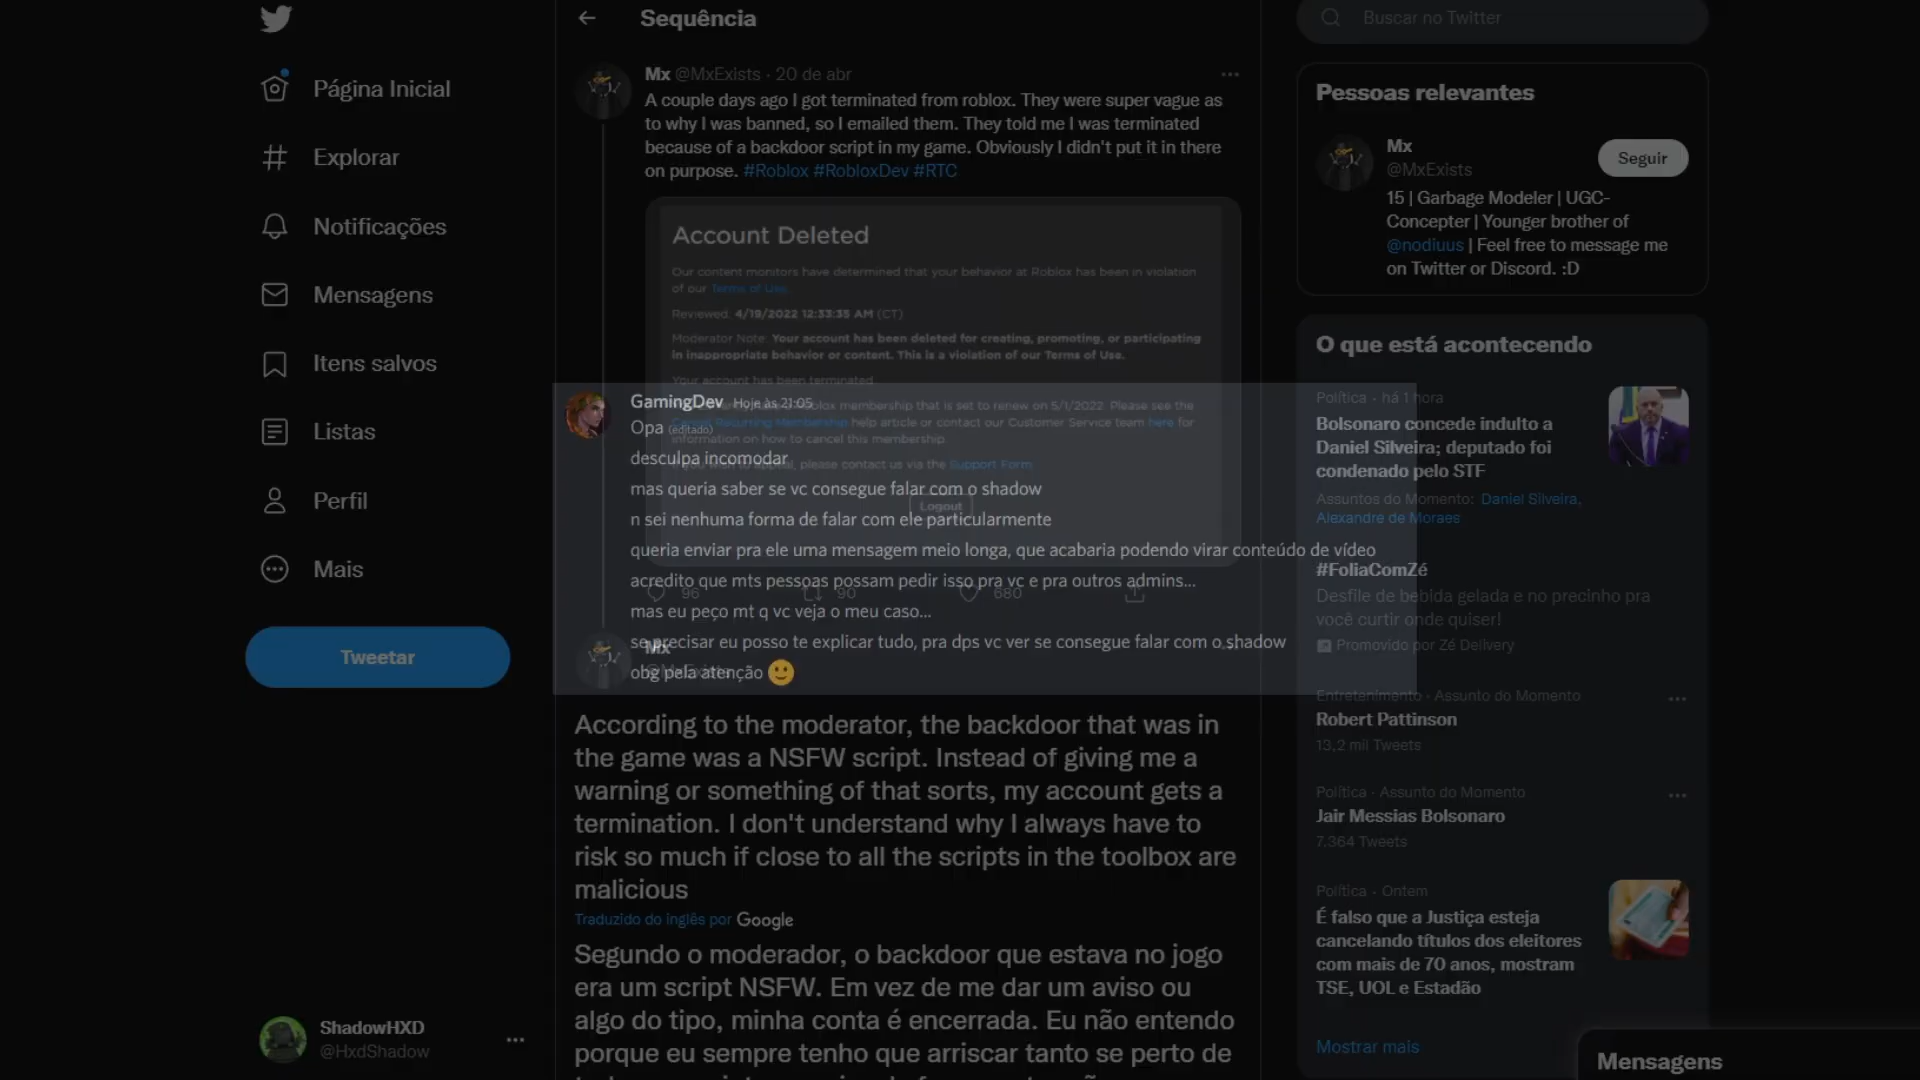 Página Inicial
Explorar
Notificações
Mensagens
Itens salvos
Listas
Perfil
Mais
Tweetar
ShadowHXD
@HxdShadow
Sequência
Mx @MxExists · 20 de abr
A couple days ago I got terminated from roblox. They were super vague as
to why I was banned, so I emailed them. They told me I was terminated
because of a backdoor script in my game. Obviously I didn't put it in there
on purpose. #Roblox #RobloxDev #RTC
Account Deleted
Our content monitors have determined that your behavior at Roblox has been in violation
of our Terms of Use.
Reviewed: 4/19/2022 12:33:35 AM (CT)
Moderator Note: Your account has been deleted for creating, promoting, or participating
in inappropriate behavior or content. This is a violation of our Terms of Use.
Your account has been terminated.
roblox membership that is set to renew on 5/1/2022. Please see the
Recurring Membership help article or contact our Customer Service team here for
information on how to cancel this membership.
please contact us via the Support Form.
Logout
96
90
680
GamingDev Hoje às 21:05
Opa (editado)
desculpa incomodar
mas queria saber se vc consegue falar com o shadow
n sei nenhuma forma de falar com ele particularmente
queria enviar pra ele uma mensagem meio longa, que acabaria podendo virar conteúdo de vídeo
acredito que mts pessoas possam pedir isso pra vc e pra outros admins...
mas eu peço mt q vc veja o meu caso...
se precisar eu posso te explicar tudo, pra dps vc ver se consegue falar com o shadow
obg pela atenção 🙂
Mx
@MxExists
According to the moderator, the backdoor that was in
the game was a NSFW script. Instead of giving me a
warning or something of that sorts, my account gets a
termination. I don't understand why I always have to
risk so much if close to all the scripts in the toolbox are
malicious
Traduzido do inglês por Google
Segundo o moderador, o backdoor que estava no jogo
era um script NSFW. Em vez de me dar um aviso ou
algo do tipo, minha conta é encerrada. Eu não entendo
porque eu sempre tenho que arriscar tanto se perto de
Buscar no Twitter
Pessoas relevantes
Mx
@MxExists
Seguir
15 | Garbage Modeler | UGC-
Concepter | Younger brother of
@nodiuus | Feel free to message me
on Twitter or Discord. :D
O que está acontecendo
Política · há 1 hora
Bolsonaro concede indulto a
Daniel Silveira; deputado foi
condenado pelo STF
Assuntos do Momento: Daniel Silveira,
Alexandre de Moraes
#FoliaComZé
Desfile de bebida gelada e no precinho pra
você curtir onde quiser!
Promovido por Zé Delivery
Entretenimento · Assunto do Momento
Robert Pattinson
13,2 mil Tweets
Política · Assunto do Momento
Jair Messias Bolsonaro
7.364 Tweets
Política · Ontem
É falso que a Justiça esteja
cancelando títulos dos eleitores
com mais de 70 anos, mostram
TSE, UOL e Estadão
Mostrar mais
Mensagens